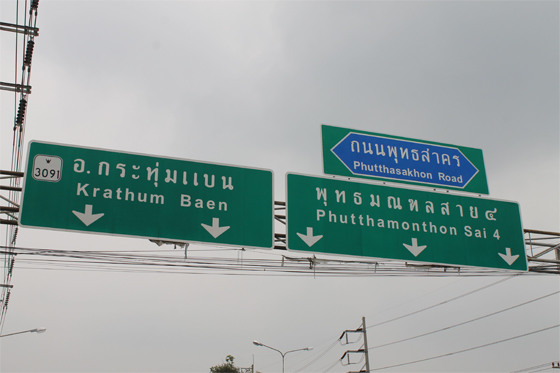 3091
อ.กระทุ่มแบน
Krathum Baen
ถนนพุทธสาคร
Phutthasakhon Road
พุทธมณฑลสาย๔
Phutthamonthon Sai 4